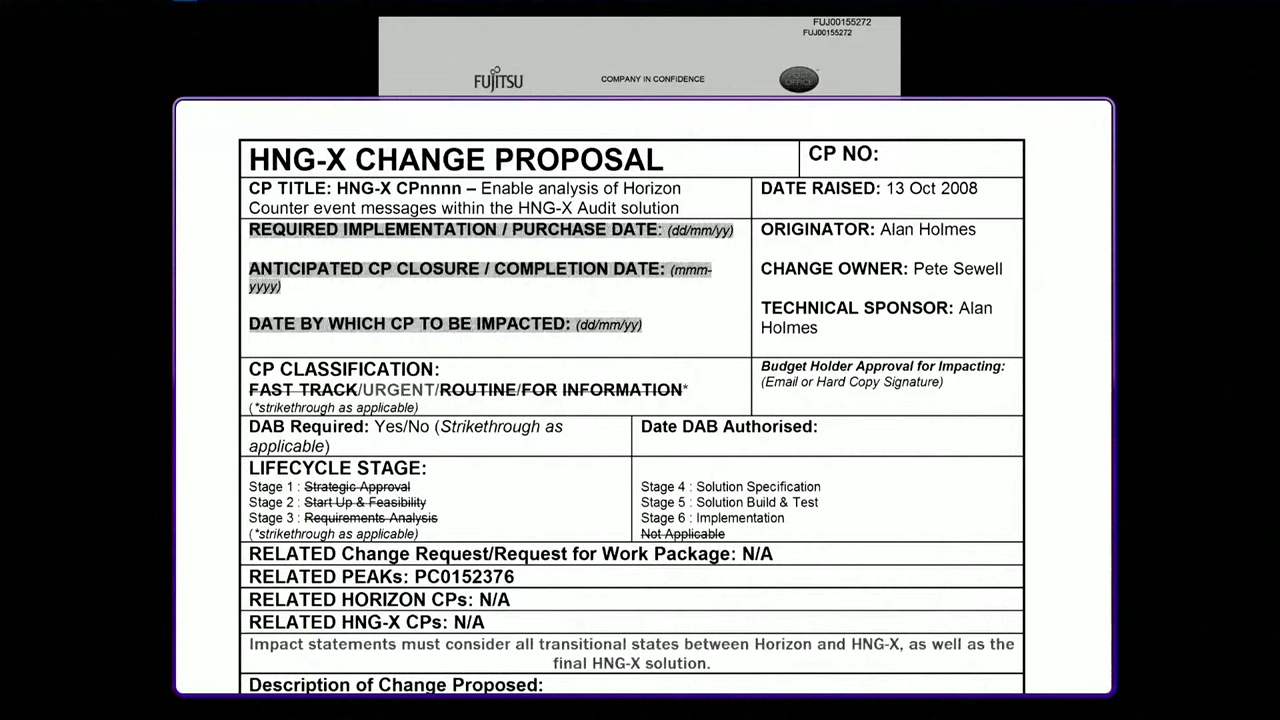 FUJ00155272
FUJ00155272
FUJITSU
COMPANY IN CONFIDENCE
POST OFFICE
HNG-X CHANGE PROPOSAL
CP NO:
CP TITLE: HNG-X CPnnnn – Enable analysis of Horizon
Counter event messages within the HNG-X Audit solution
DATE RAISED: 13 Oct 2008
REQUIRED IMPLEMENTATION / PURCHASE DATE: (dd/mm/yy)
ANTICIPATED CP CLOSURE / COMPLETION DATE: (mmm-
yyyy)
DATE BY WHICH CP TO BE IMPACTED: (dd/mm/yy)
ORIGINATOR: Alan Holmes
CHANGE OWNER: Pete Sewell
TECHNICAL SPONSOR: Alan
Holmes
CP CLASSIFICATION:
FAST TRACK/URGENT/ROUTINE/FOR INFORMATION*
(*strikethrough as applicable)
Budget Holder Approval for Impacting:
(Email or Hard Copy Signature)
DAB Required: Yes/No (Strikethrough as
applicable)
Date DAB Authorised:
LIFECYCLE STAGE:
Stage 1 : Strategic Approval
Stage 2 : Start Up & Feasibility
Stage 3 : Requirements Analysis
(*strikethrough as applicable)
Stage 4 : Solution Specification
Stage 5 : Solution Build & Test
Stage 6 : Implementation
Not Applicable
RELATED Change Request/Request for Work Package: N/A
RELATED PEAKs: PC0152376
RELATED HORIZON CPs: N/A
RELATED HNG-X CPs: N/A
Impact statements must consider all transitional states between Horizon and HNG-X, as well as the
final HNG-X solution.
Description of Change Proposed: